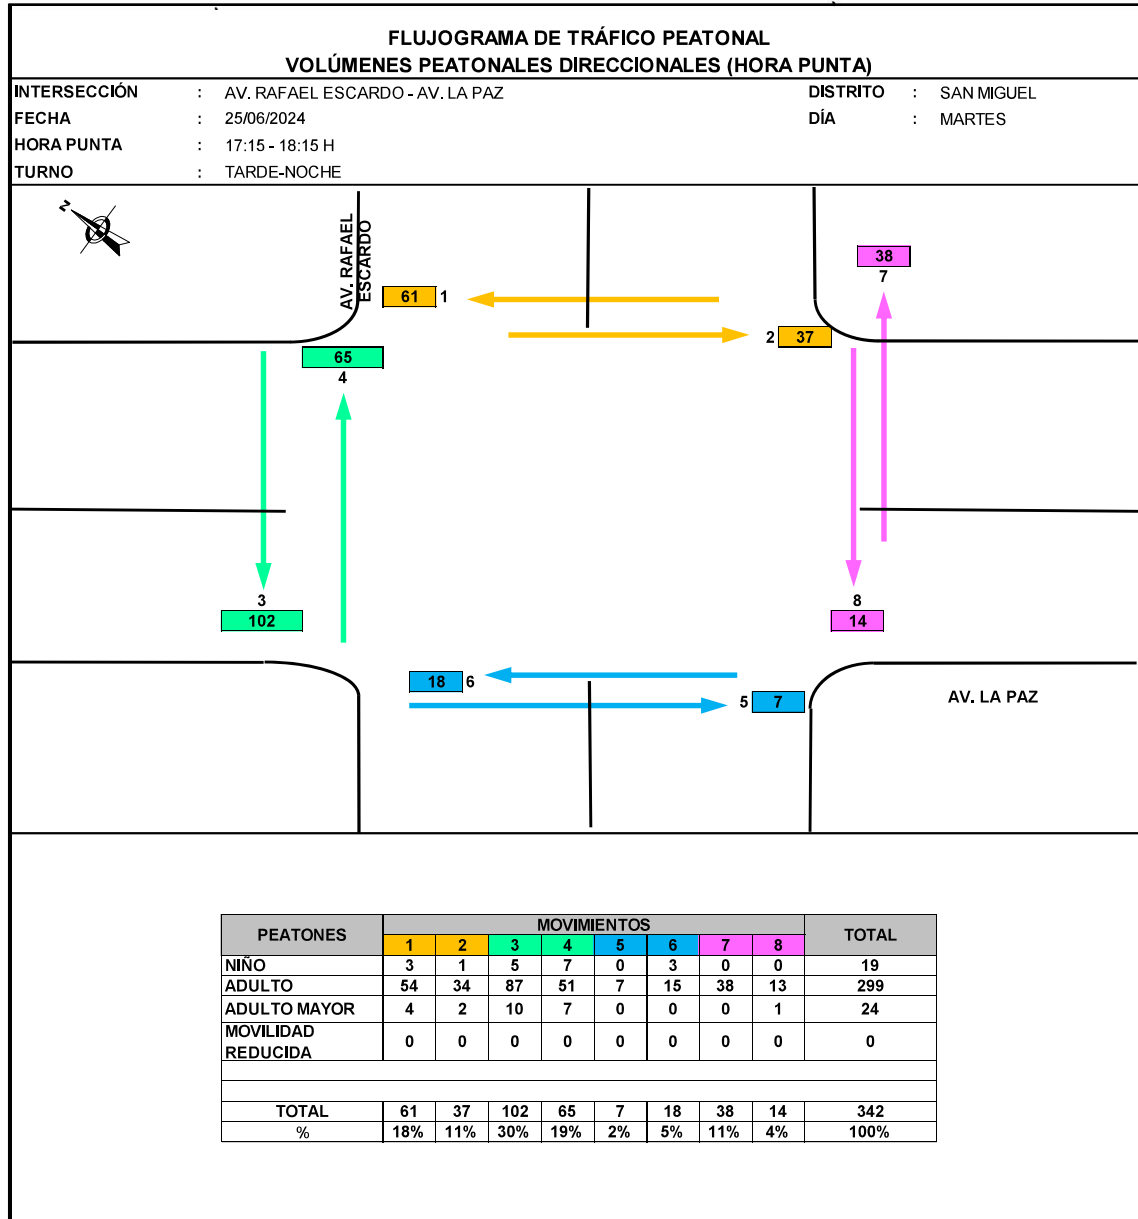 FLUJOGRAMA DE TRÁFICO PEATONAL
VOLÚMENES PEATONALES DIRECCIONALES (HORA PUNTA)
INTERSECCIÓN : AV. RAFAEL ESCARDO - AV. LA PAZ DISTRITO : SAN MIGUEL
FECHA : 25/06/2024 DÍA : MARTES
HORA PUNTA : 17:15 - 18:15 H
TURNO : TARDE-NOCHE
N
AV. RAFAEL
ESCARDO
38
7
61 1
2 37
65
4
3
102
8
14
18 6
5 7
AV. LA PAZ
PEATONES MOVIMIENTOS TOTAL
1 2 3 4 5 6 7 8
NIÑO 3 1 5 7 0 3 0 0 19
ADULTO 54 34 87 51 7 15 38 13 299
ADULTO MAYOR 4 2 10 7 0 0 0 1 24
MOVILIDAD
REDUCIDA 0 0 0 0 0 0 0 0 0
TOTAL 61 37 102 65 7 18 38 14 342
% 18% 11% 30% 19% 2% 5% 11% 4% 100%